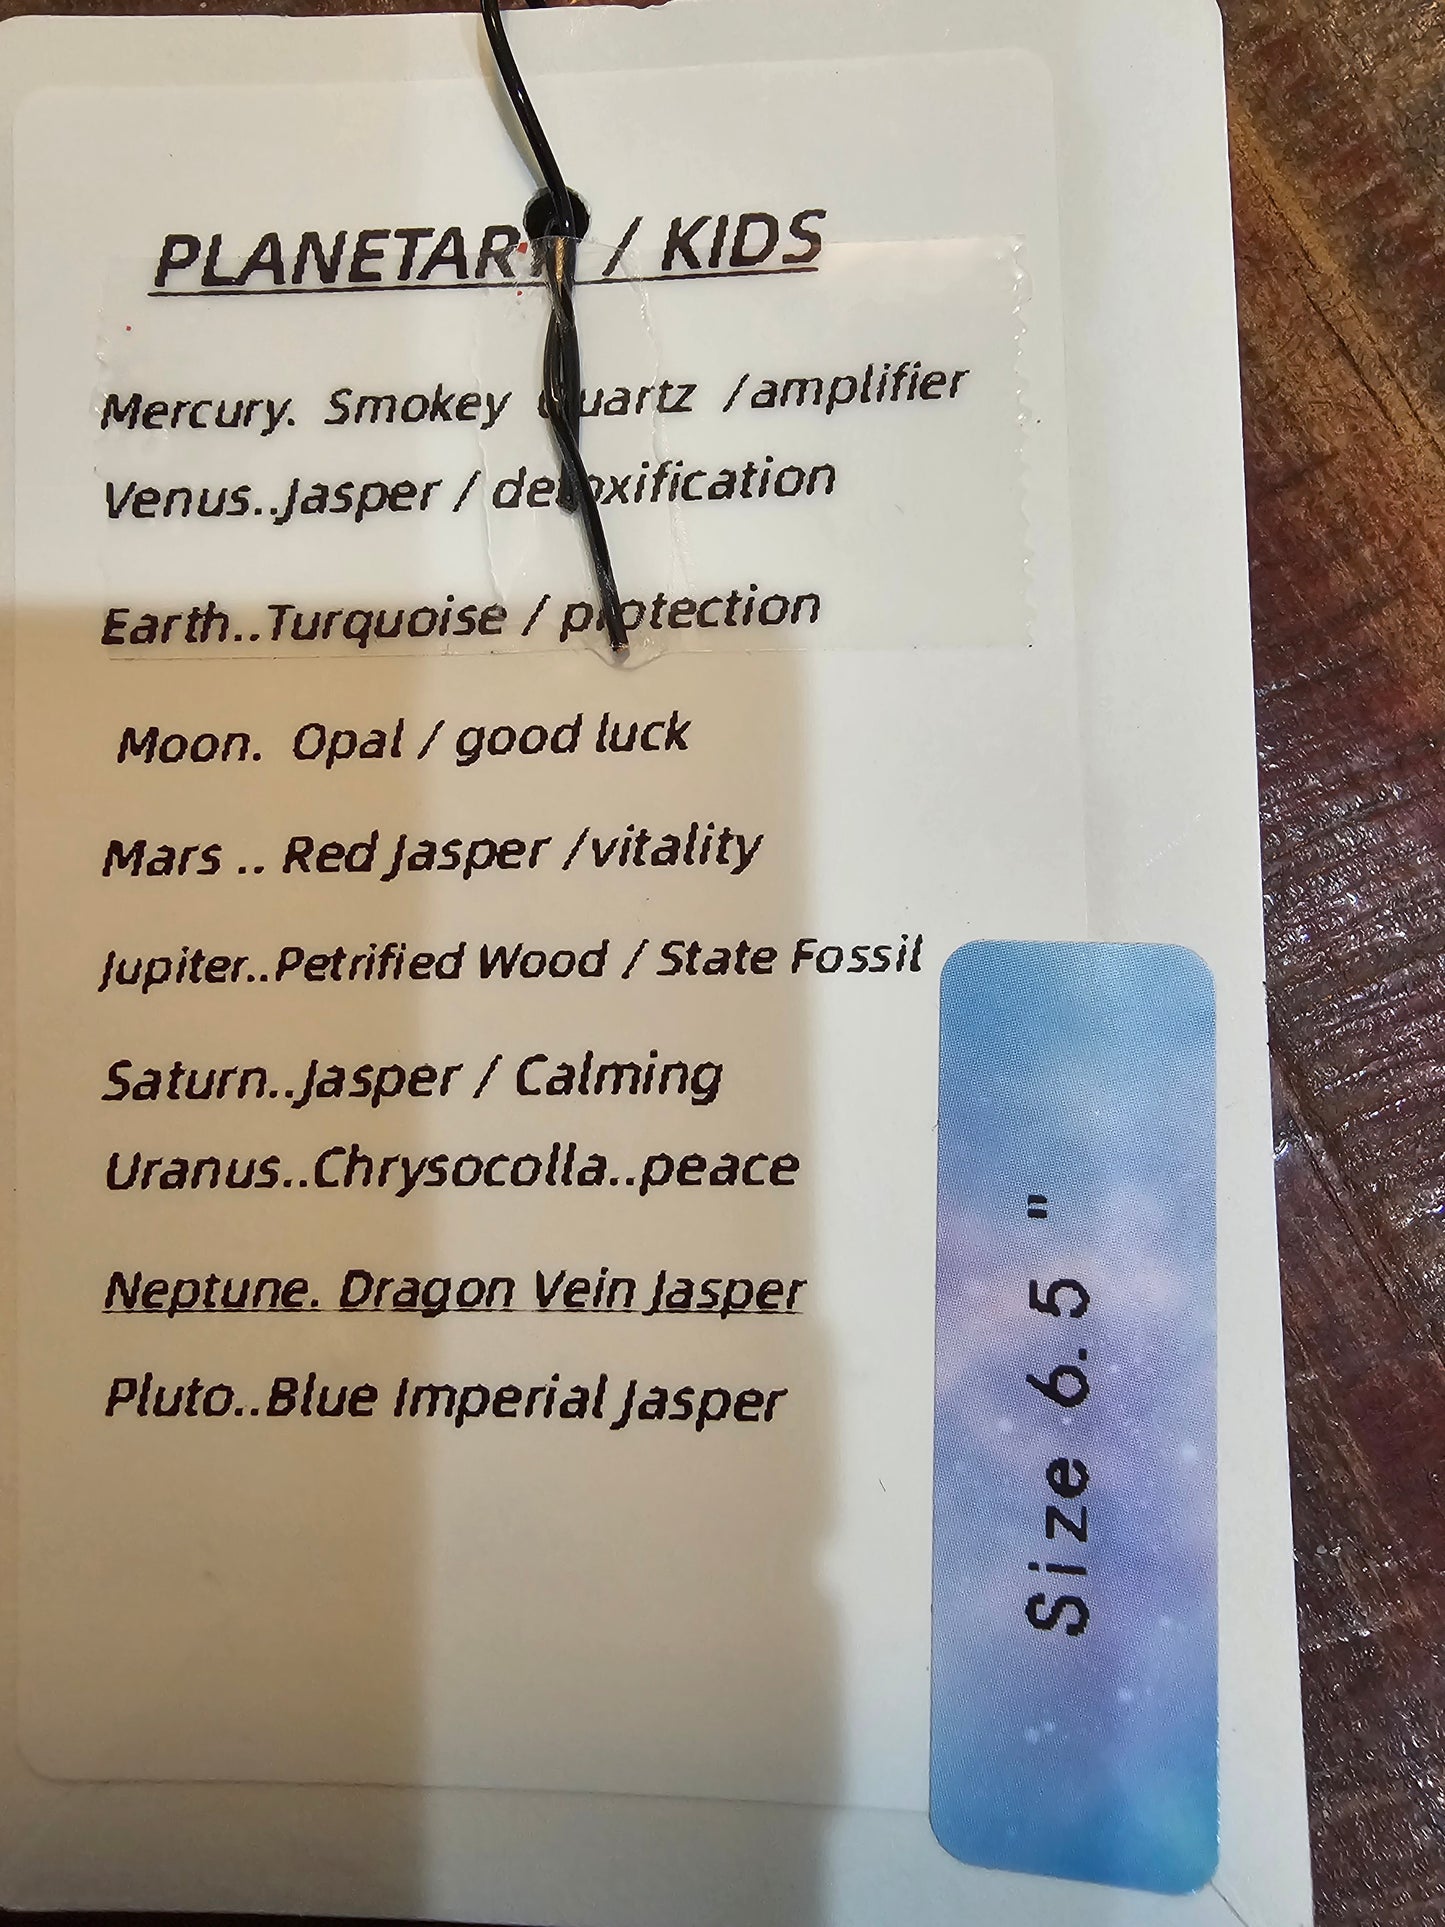 PLANETARY / KIDS
Mercury. Smokey Quartz /amplifier
Venus..Jasper / detoxification
Earth..Turquoise / protection
Moon. Opal / good luck
Mars .. Red Jasper /vitality
Jupiter..Petrified Wood / State Fossil
Saturn..Jasper / Calming
Uranus..Chrysocolla..peace
Neptune. Dragon Vein Jasper
Pluto..Blue Imperial Jasper
Size 6.5 "